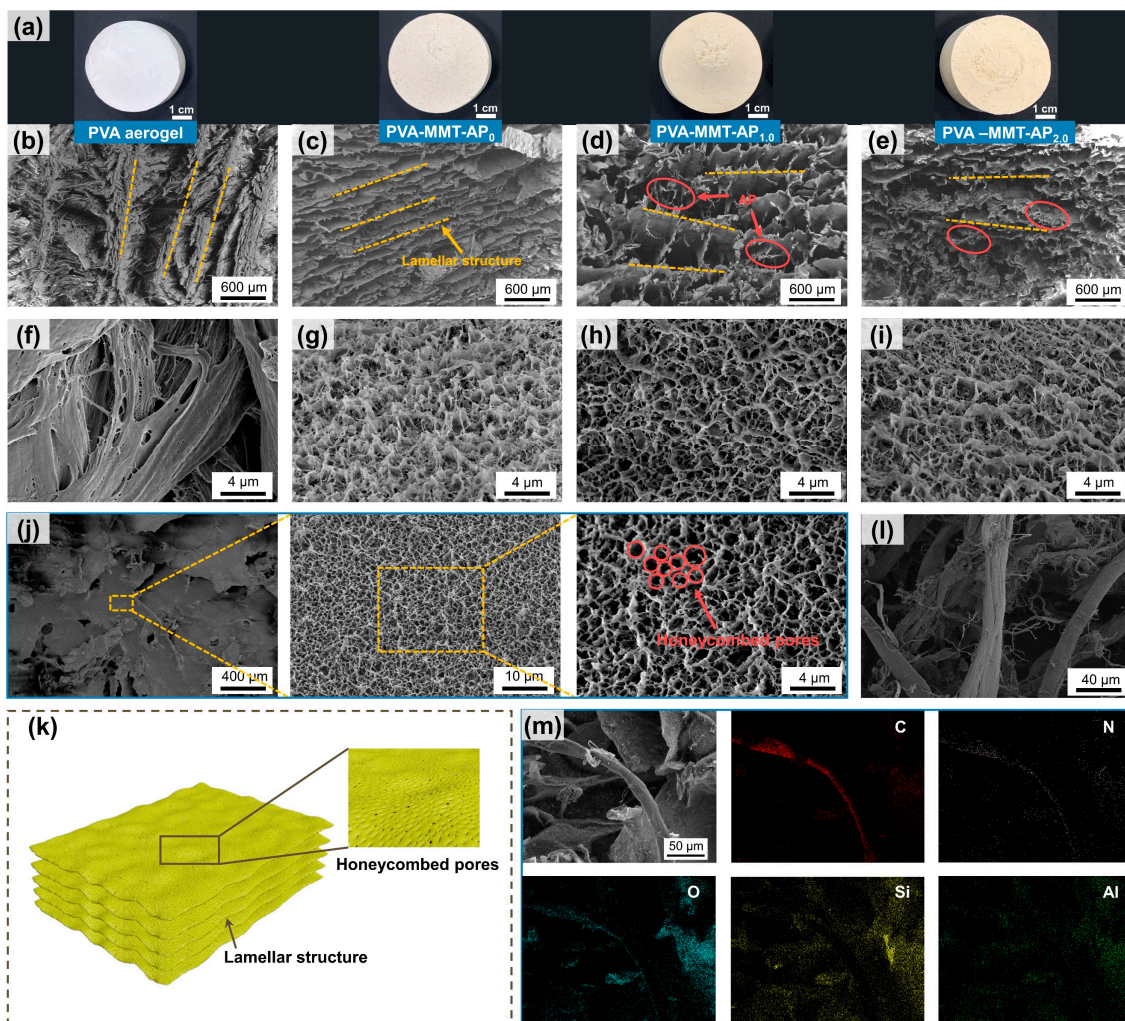 (a)
1 cm
1 cm
1 cm
1 cm
PVA aerogel
PVA-MMT-AP0
PVA-MMT-AP1.0
PVA –MMT-AP2.0
(b)
(c)
(d)
(e)
AP
Lamellar structure
600 μm
600 μm
600 μm
600 μm
(f)
(g)
(h)
(i)
4 μm
4 μm
4 μm
4 μm
(j)
(l)
Honeycombed pores
400 μm
10 μm
4 μm
40 μm
(k)
Honeycombed pores
Lamellar structure
(m)
C
N
50 μm
O
Si
Al